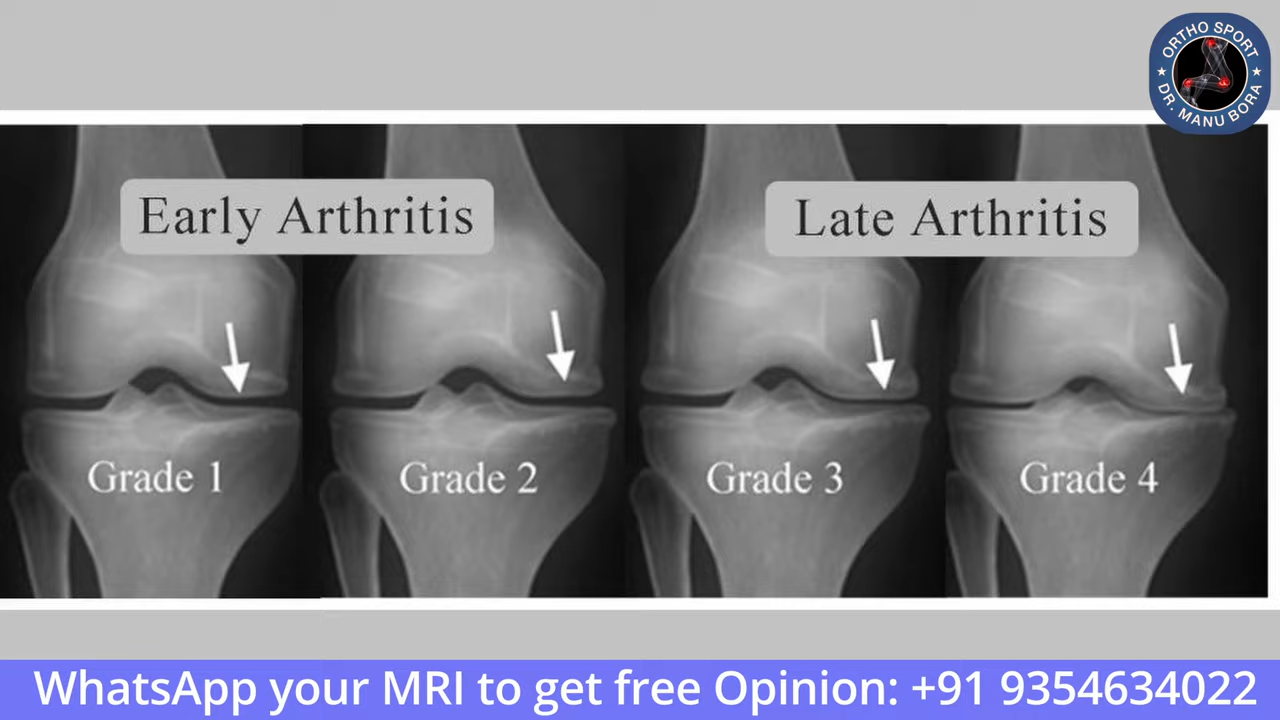 ORTHO SPORT
DR. MANU BORA
Early Arthritis
Late Arthritis
Grade 1
Grade 2
Grade 3
Grade 4
WhatsApp your MRI to get free Opinion: +91 9354634022